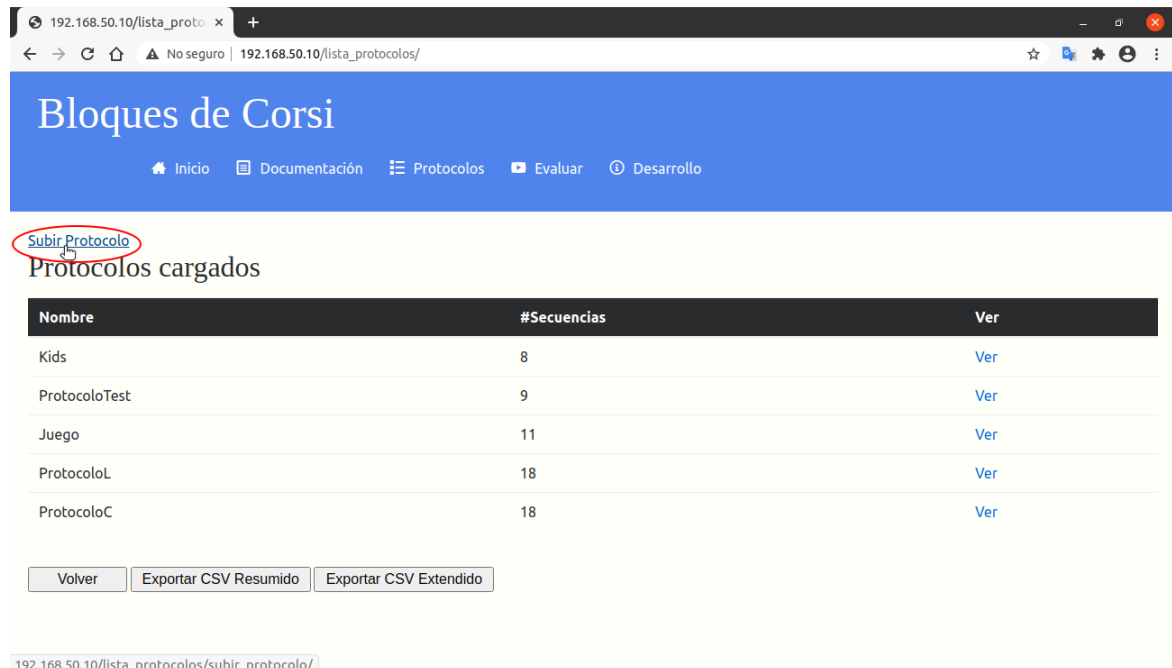 192.168.50.10/lista_proto
No seguro | 192.168.50.10/lista_protocolos/
Bloques de Corsi
Inicio Documentación Protocolos Evaluar Desarrollo
Subir Protocolo
Protocolos cargados
Nombre #Secuencias Ver
Kids 8 Ver
ProtocoloTest 9 Ver
Juego 11 Ver
ProtocoloL 18 Ver
ProtocoloC 18 Ver
Volver Exportar CSV Resumido Exportar CSV Extendido
192.168.50.10/lista_protocolos/subir_protocolo/